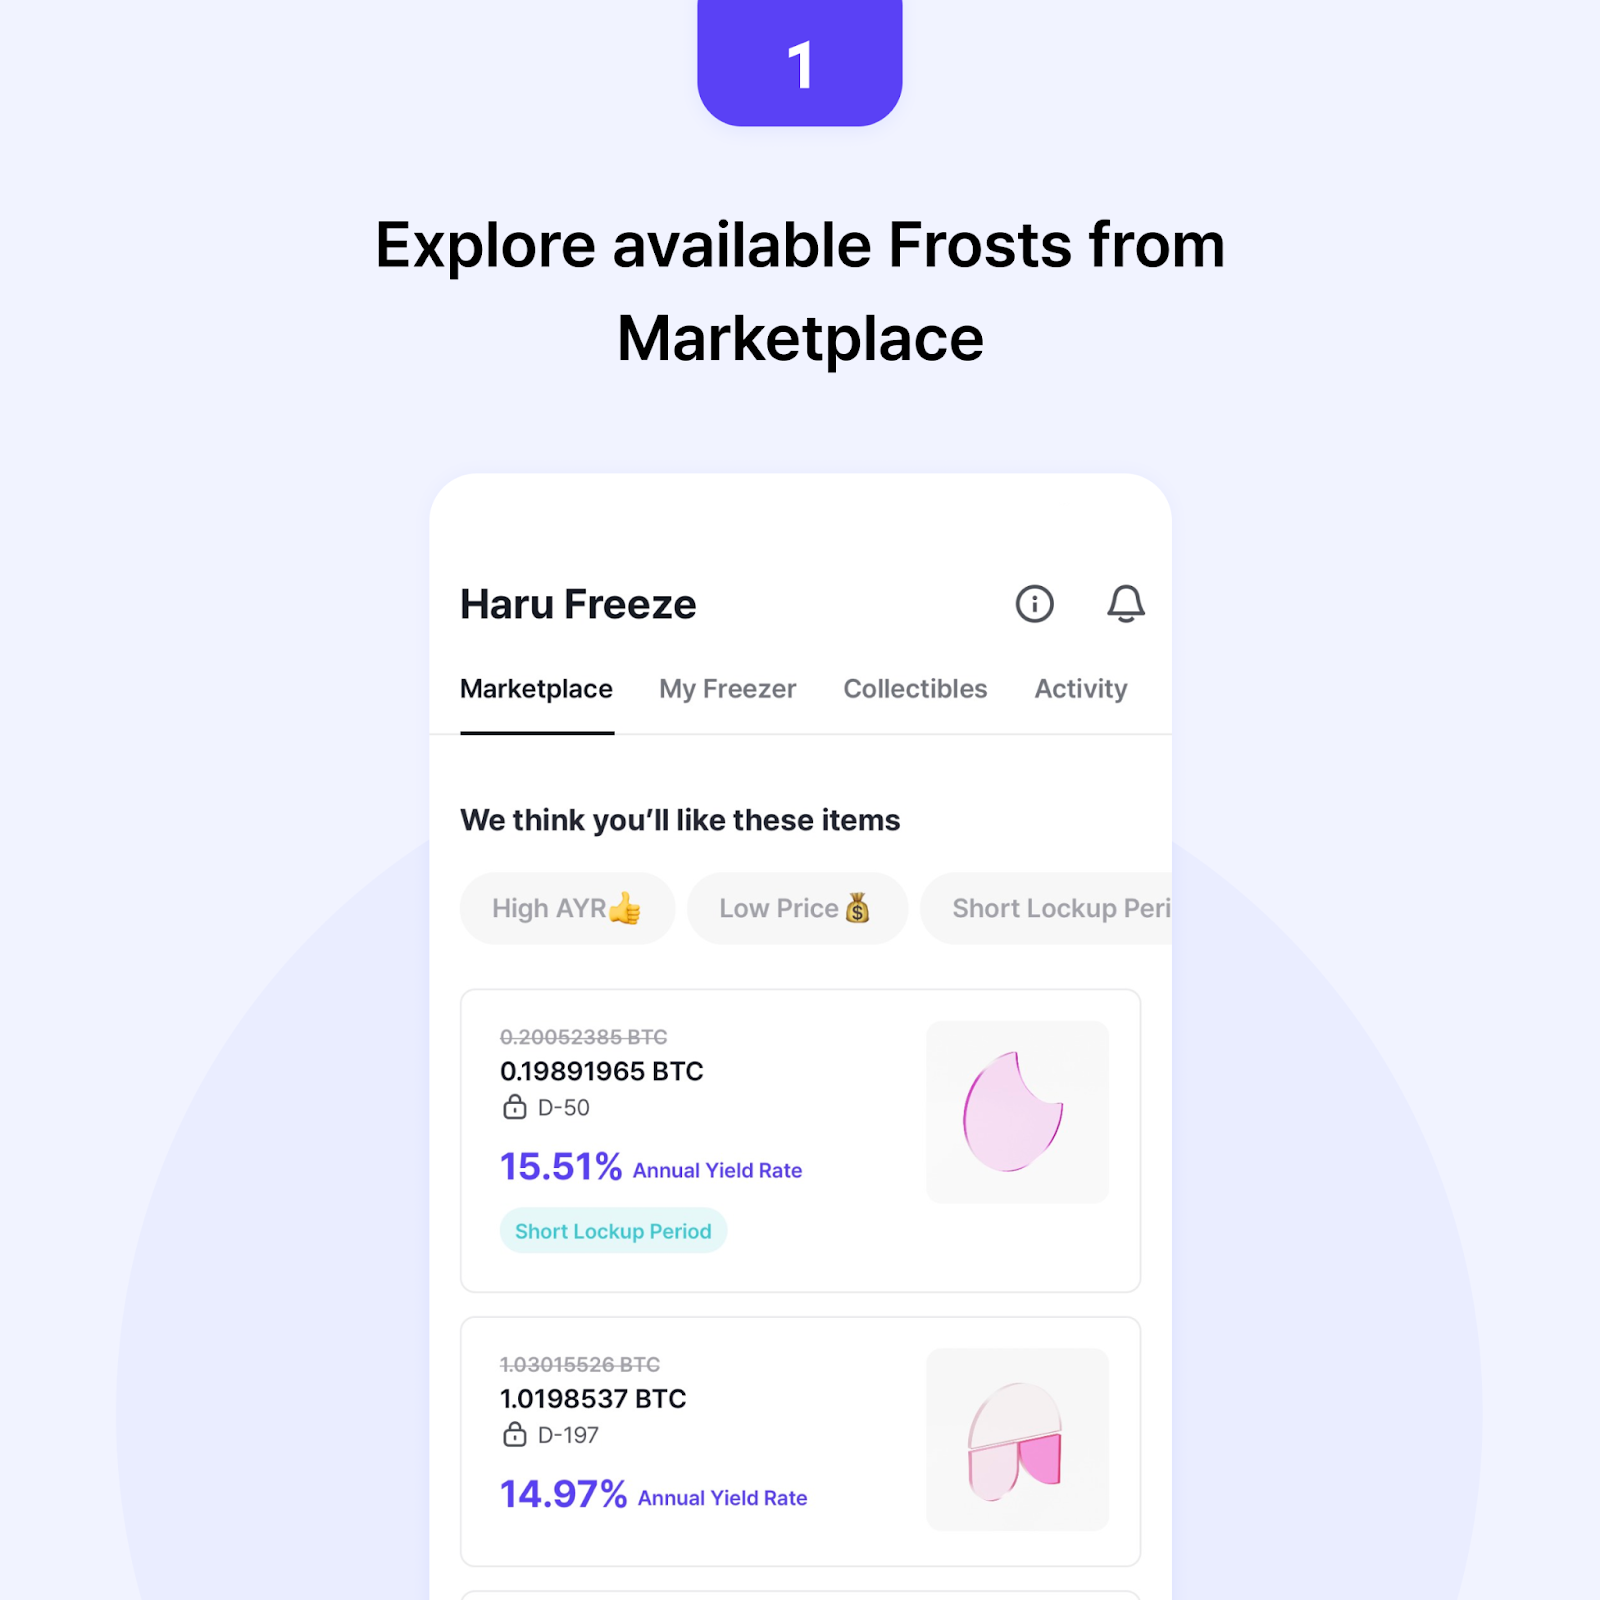 1
Explore available Frosts from
Marketplace
Haru Freeze
Marketplace My Freezer Collectibles Activity
We think you’ll like these items
High AYR👍 Low Price💰 Short Lockup Peri
0.20052385 BTC
0.19891965 BTC
D-50
15.51% Annual Yield Rate
Short Lockup Period
1.03015526 BTC
1.0198537 BTC
D-197
14.97% Annual Yield Rate